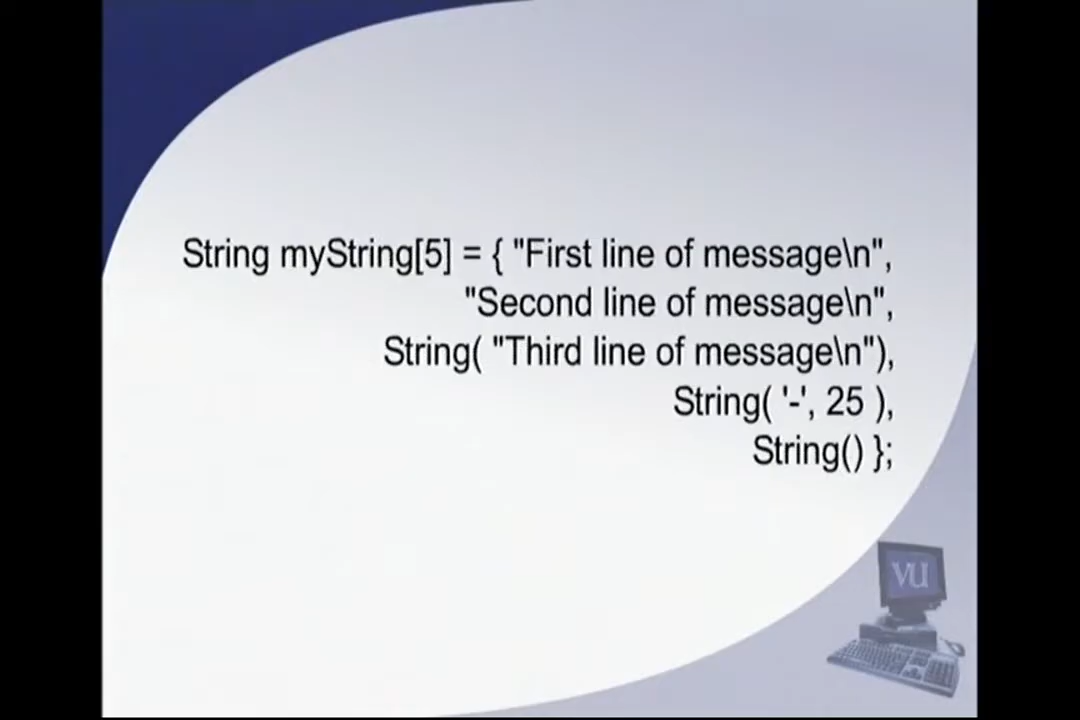 String myString[5] = { "First line of message\n",
"Second line of message\n",
String( "Third line of message\n"),
String( '-', 25 ),
String() };
VU